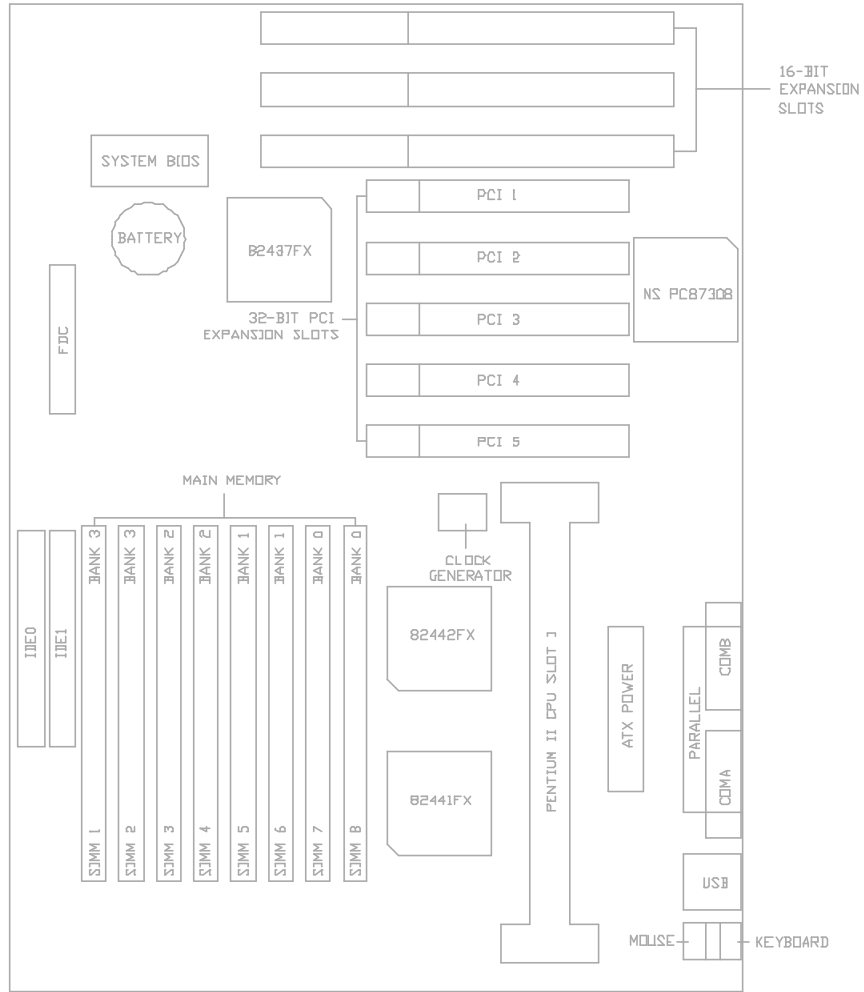 16-BIT
EXPANSION
SLOTS
SYSTEM BIOS
PCI 1
BATTERY
B2437FX
PCI 2
NS PC87308
32-BIT PCI
EXPANSION SLOTS
PCI 3
FDC
PCI 4
PCI 5
MAIN MEMORY
CLOCK
GENERATOR
BANK 3
BANK 3
BANK 2
BANK 2
BANK 1
BANK 1
BANK 0
BANK 0
IDE0
IDE1
82442FX
PENTIUM II CPU SLOT 1
ATX POWER
PARALLEL
COMB
COMA
82441FX
SIMM 1
SIMM 2
SIMM 3
SIMM 4
SIMM 5
SIMM 6
SIMM 7
SIMM 8
USB
MOUSE
KEYBOARD